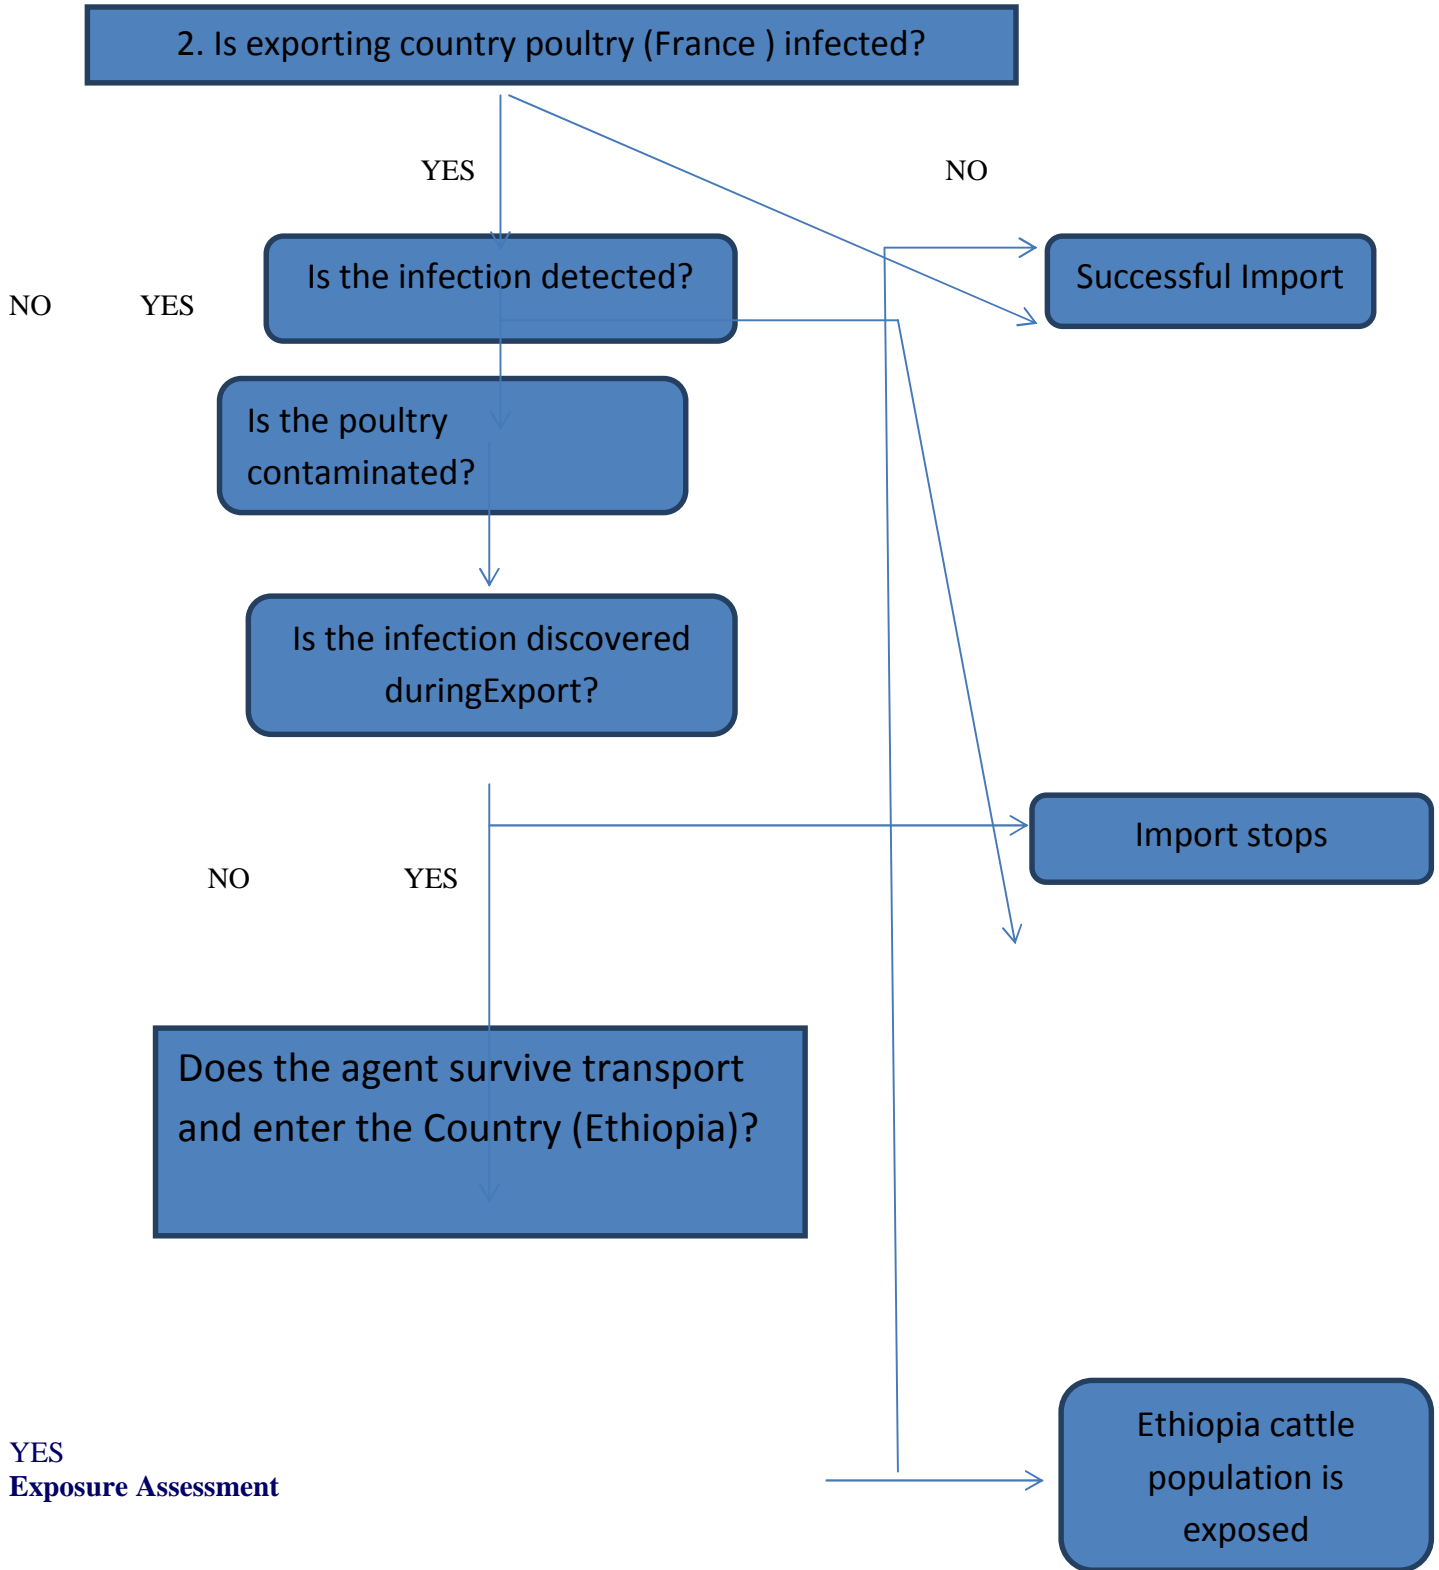 2. Is exporting country poultry (France ) infected?
YES
NO
Is the infection detected?
Successful Import
NO
YES
Is the poultry
contaminated?
Is the infection discovered
duringExport?
Import stops
NO
YES
Does the agent survive transport
and enter the Country (Ethiopia)?
Ethiopia cattle
population is
exposed
YES
Exposure Assessment